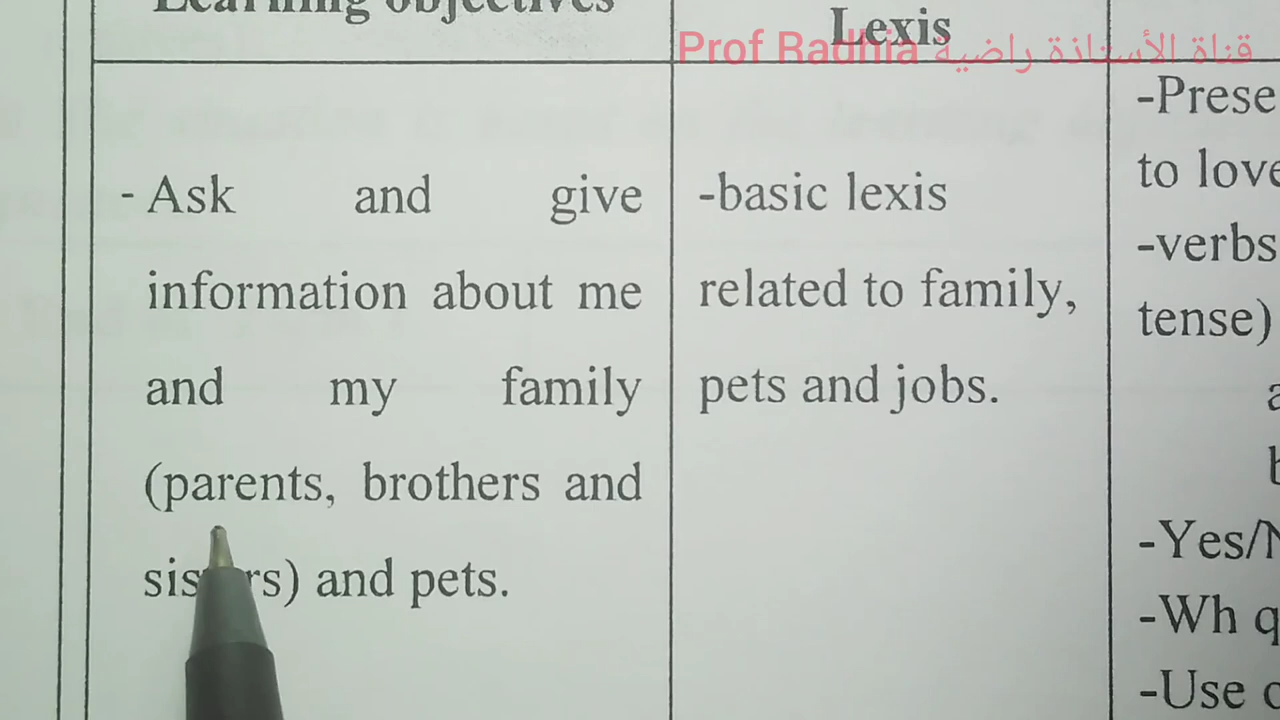 Learning objectives
Lexis
Prof Radhia قناة الأستاذة راضية
- Ask and give
information about me
and my family
(parents, brothers and
and pets.
-basic lexis
related to family,
pets and jobs.
-Prese
to love
-verbs
tense)
-Yes/N
-Wh q
-Use